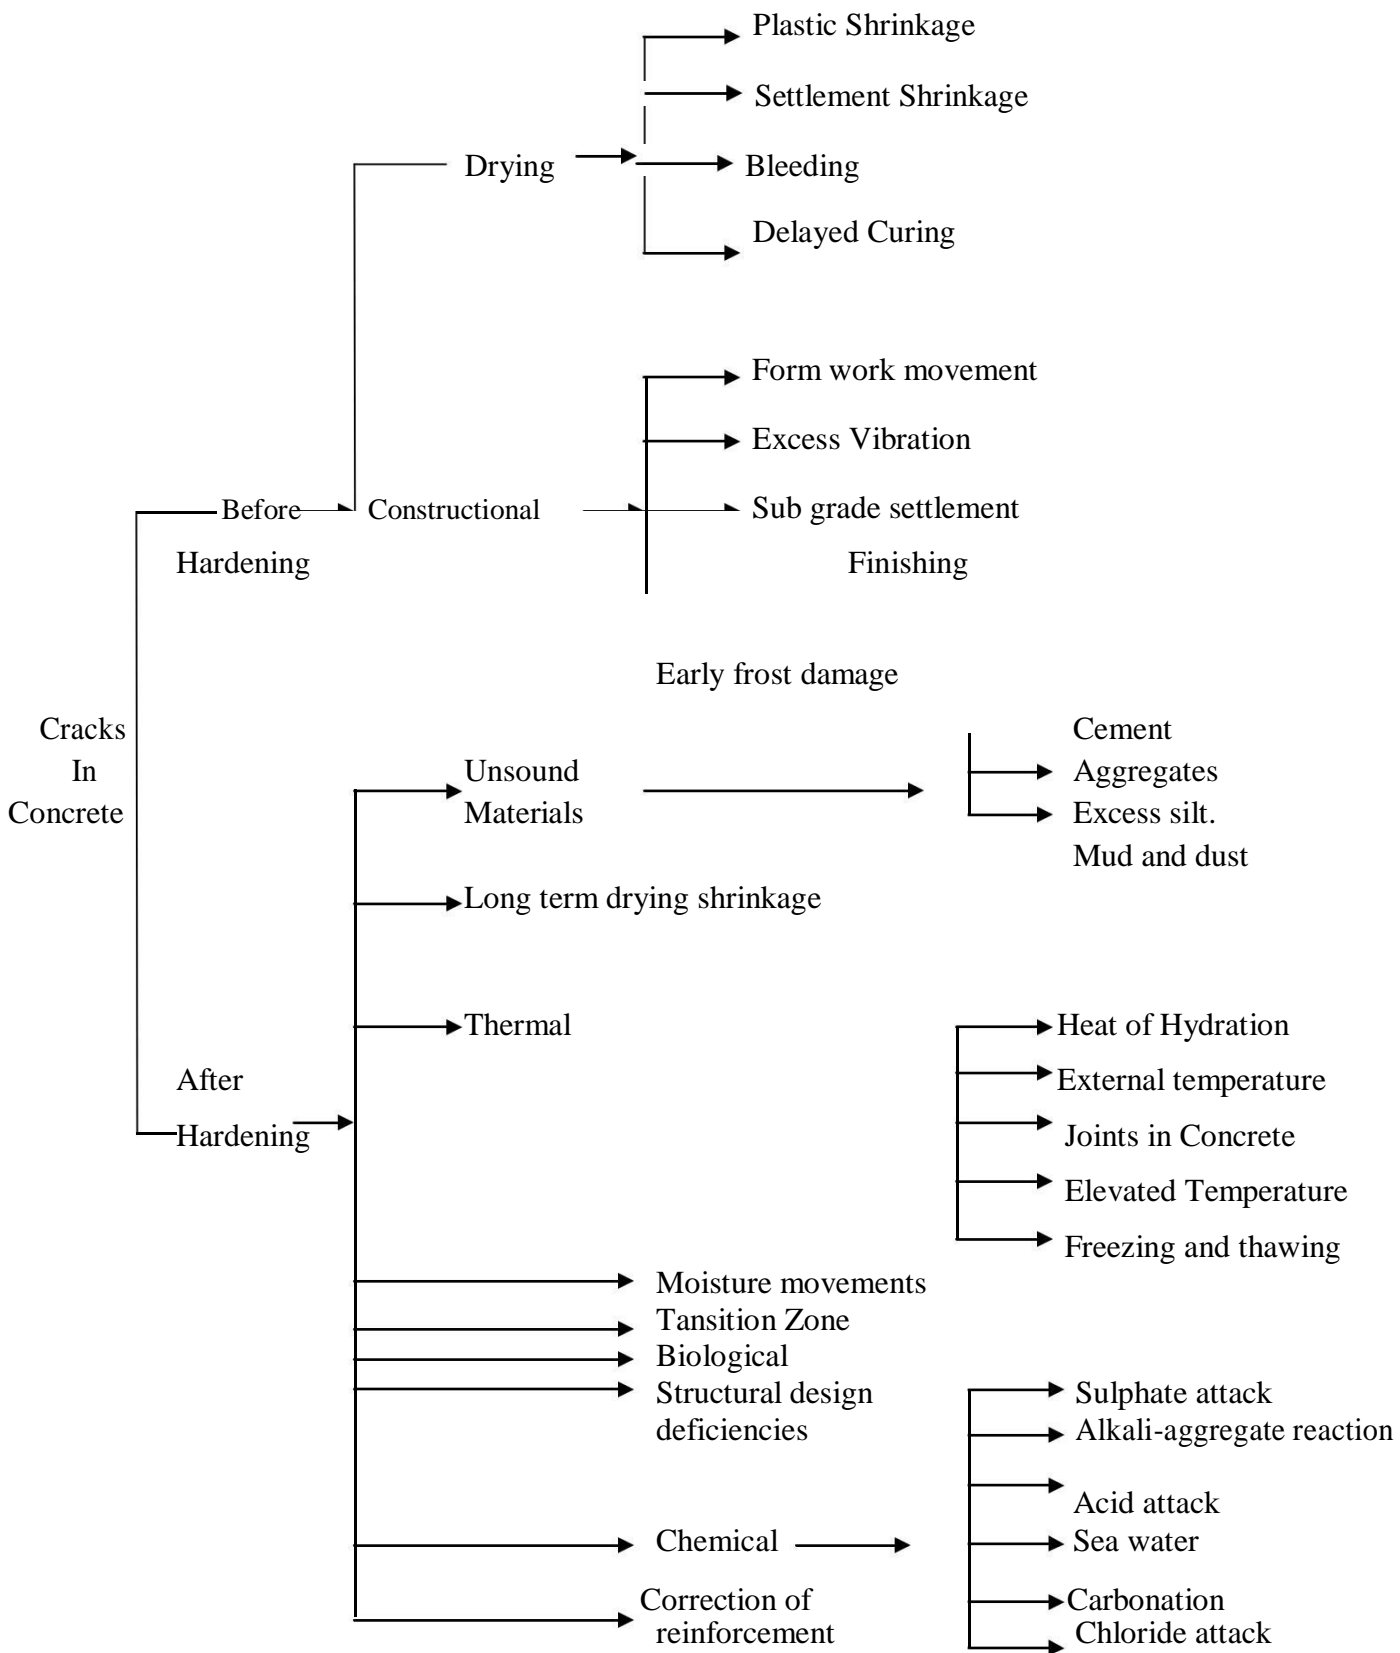 Plastic Shrinkage
Settlement Shrinkage
Drying
Bleeding
Delayed Curing
Form work movement
Excess Vibration
Before
Constructional
Sub grade settlement
Hardening
Finishing
Early frost damage
Cracks
In
Concrete
Unsound
Materials
Cement
Aggregates
Excess silt.
Mud and dust
Long term drying shrinkage
Thermal
Heat of Hydration
External temperature
Joints in Concrete
Elevated Temperature
Freezing and thawing
After
Hardening
Moisture movements
Tansition Zone
Biological
Structural design
deficiencies
Sulphate attack
Alkali-aggregate reaction
Acid attack
Chemical
Sea water
Correction of
reinforcement
Carbonation
Chloride attack